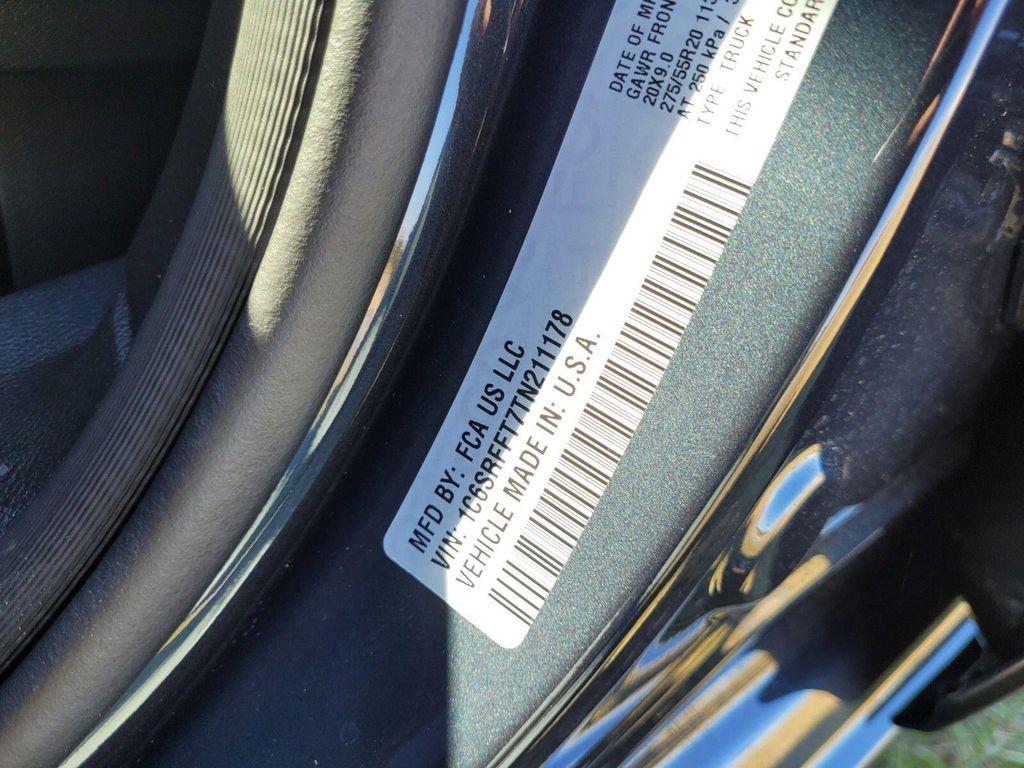 MFD BY: FCA US LLC
VIN: 1C6SRFFT7TN211178
VEHICLE MADE IN: U.S.A.
DATE OF
GAWR FRON
20X9.0
275/55R20
AT 250 kPa /
TYPE TRUCK
THIS VEHICLE
STANDAR